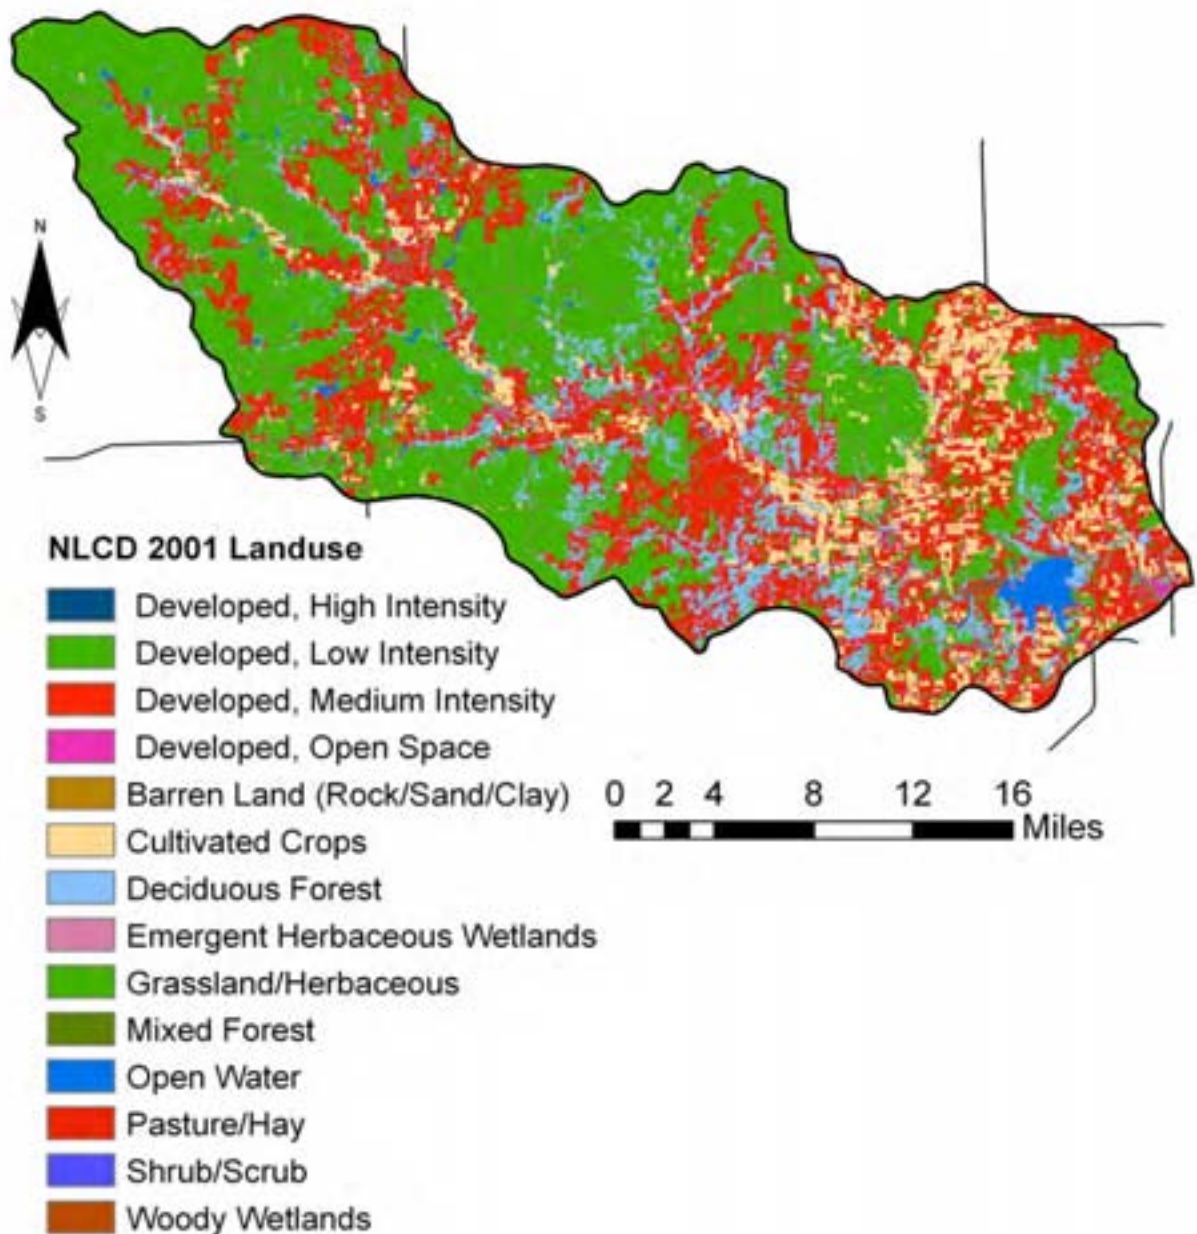 N
S
NLCD 2001 Landuse
Developed, High Intensity
Developed, Low Intensity
Developed, Medium Intensity
Developed, Open Space
Barren Land (Rock/Sand/Clay)
0 2 4 8 12 16
Miles
Cultivated Crops
Deciduous Forest
Emergent Herbaceous Wetlands
Grassland/Herbaceous
Mixed Forest
Open Water
Pasture/Hay
Shrub/Scrub
Woody Wetlands